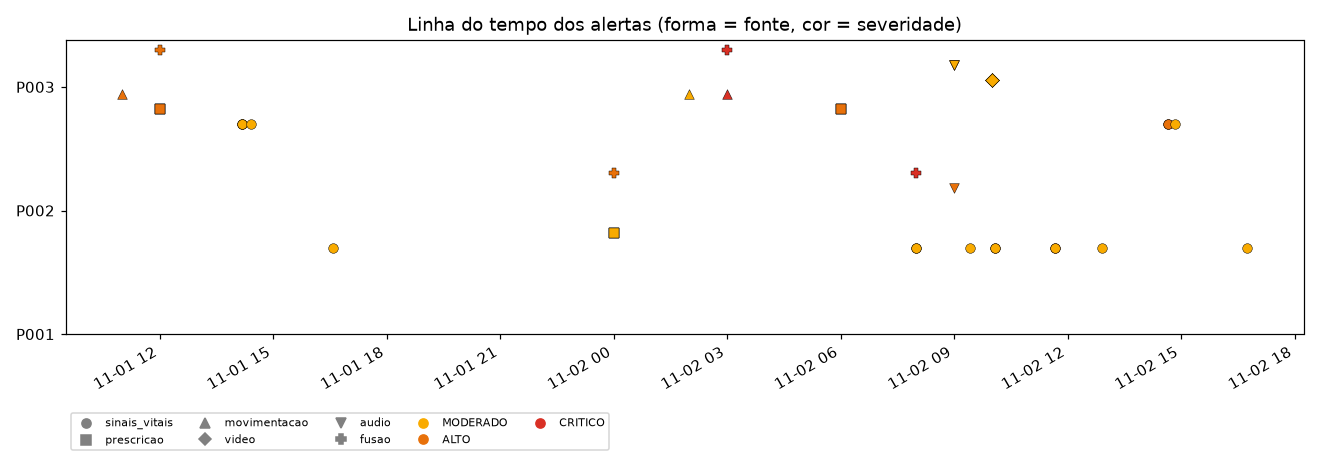 Linha do tempo dos alertas (forma = fonte, cor = severidade)
P003
P002
P001
11-01 12
11-01 15
11-01 18
11-01 21
11-02 00
11-02 03
11-02 06
11-02 09
11-02 12
11-02 15
11-02 18
sinais_vitais movimentacao audio MODERADO CRITICO
prescricao video fusao ALTO